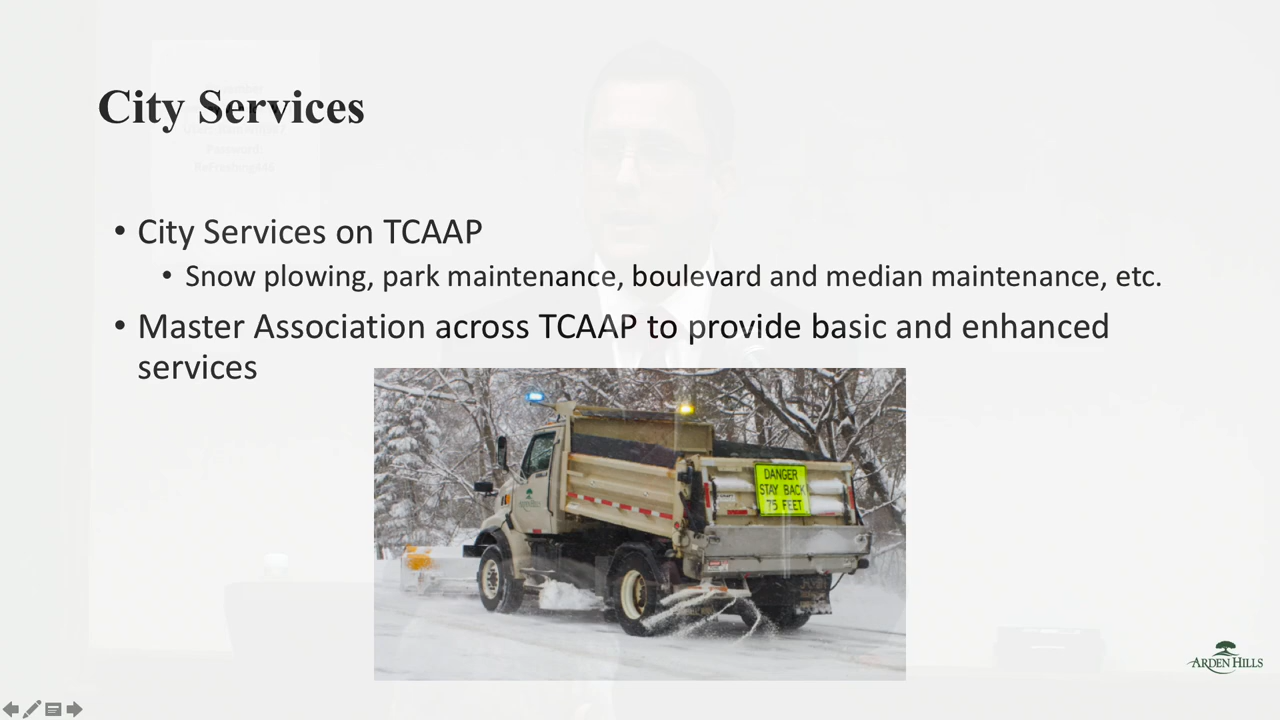 City Services
• City Services on TCAAP
• Snow plowing, park maintenance, boulevard and median maintenance, etc.
• Master Association across TCAAP to provide basic and enhanced
services
DANGER
STAY BACK
75 FEET
ARDEN HILLS
Password: